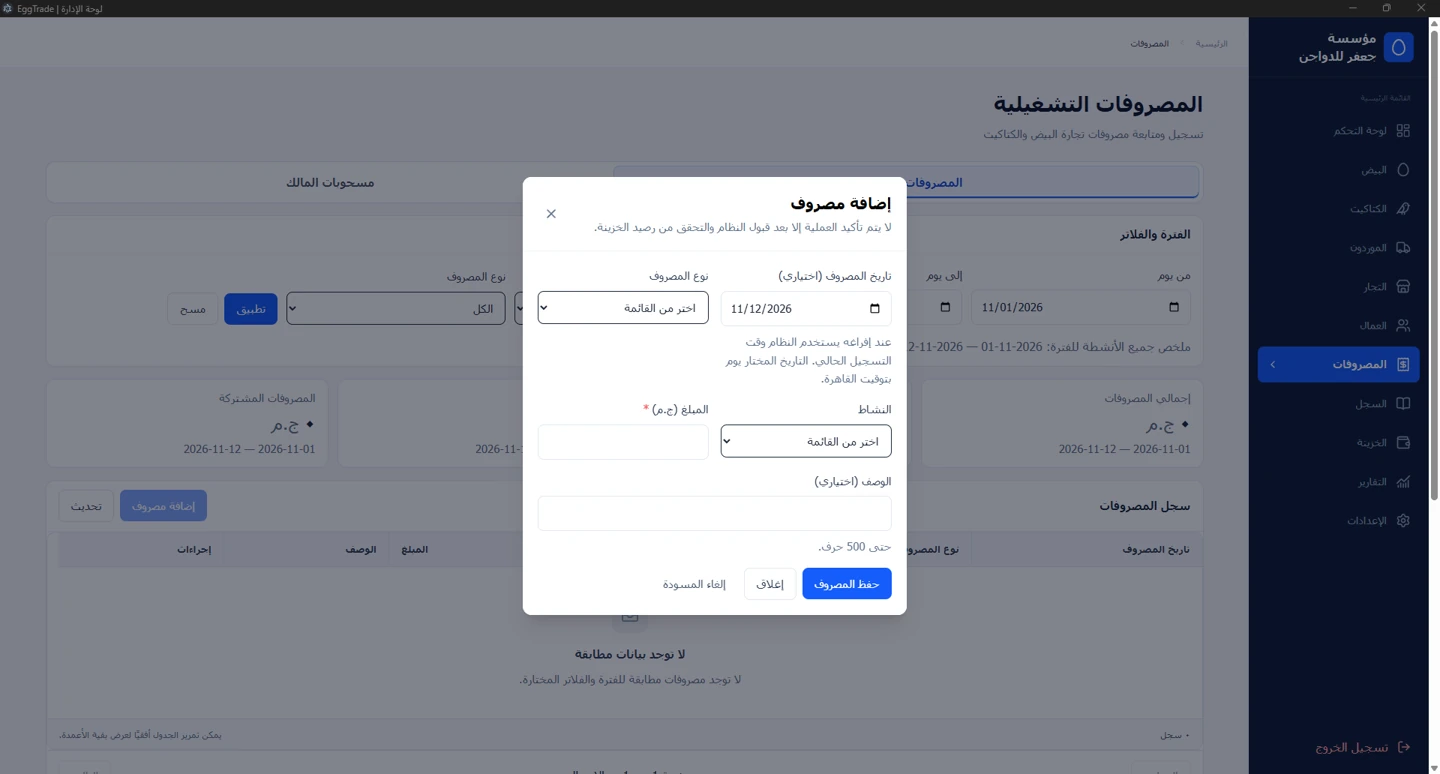 EggTrade | لوحة الإدارة
مؤسسة
جعفر للدواجن
القائمة الرئيسية
لوحة التحكم
البيض
الكتاكيت
الموردون
التجار
العمال
المصروفات
السجل
الخزينة
التقارير
الإعدادات
تسجيل الخروج
الرئيسية
المصروفات
المصروفات التشغيلية
تسجيل ومتابعة مصروفات تجارة البيض والكتاكيت
المصروفات
مسحوبات المالك
الفترة والفلاتر
من يوم
إلى يوم
نوع المصروف
11/01/2026
الكل
تطبيق
مسح
ملخص جميع الأنشطة للفترة: 2026-11-01 —
إجمالي المصروفات
ج.م
2026-11-01 — 2026-11-12
المصروفات المشتركة
ج.م
2026-11-01 — 2026-11-12
سجل المصروفات
إضافة مصروف
تحديث
تاريخ المصروف
نوع المصروف
المبلغ
الوصف
إجراءات
لا توجد بيانات مطابقة
لا توجد مصروفات مطابقة للفترة والفلاتر المختارة.
٠ سجل
يمكن تمرير الجدول أفقيًا لعرض بقية الأعمدة.
إضافة مصروف
لا يتم تأكيد العملية إلا بعد قبول النظام والتحقق من رصيد الخزينة.
تاريخ المصروف (اختياري)
نوع المصروف
11/12/2026
اختر من القائمة
عند إفراغه يستخدم النظام وقت
التسجيل الحالي. التاريخ المختار يوم
بتوقيت القاهرة.
النشاط
المبلغ (ج.م) *
اختر من القائمة
الوصف (اختياري)
حتى 500 حرف.
حفظ المصروف
إغلاق
إلغاء المسودة